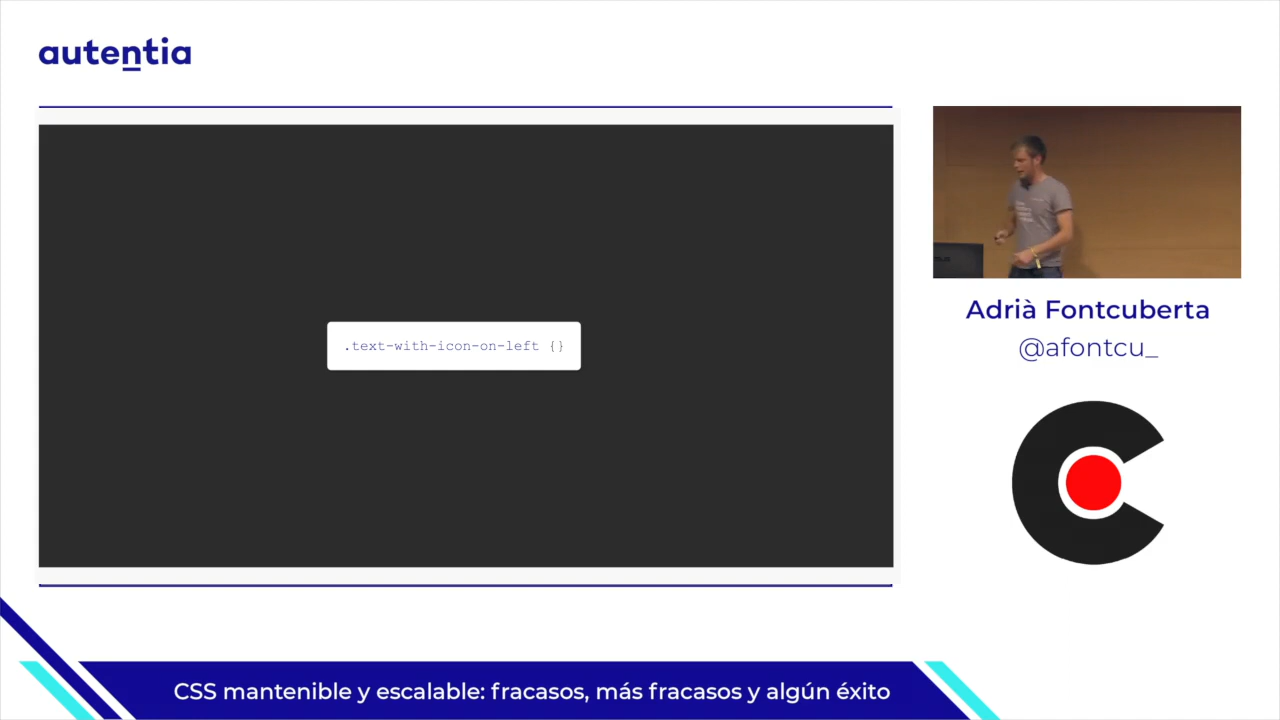 autentia
.text-with-icon-on-left {}
Adrià Fontcuberta
@afontcu_
CSS mantenible y escalable: fracasos, más fracasos y algún éxito